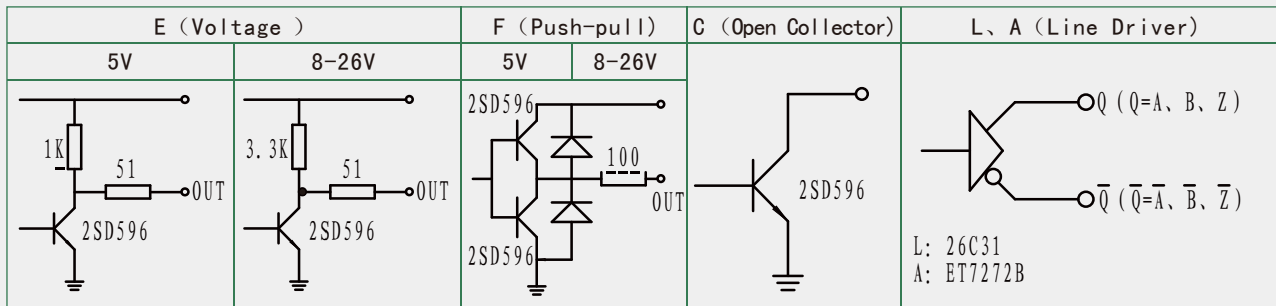 E（Voltage ）
F（Push-pull)
C （Open Collector)
L、A（Line Driver)
5V
8-26V
5V
8-26V
1K
51
OUT
2SD596
3.3K
51
OUT
2SD596
2SD596
100
OUT
2SD596
2SD596
Q (Q=A、B、Z)
Q̅ (Q̅=A̅、B̅、Z̅)
L: 26C31
A: ET7272B